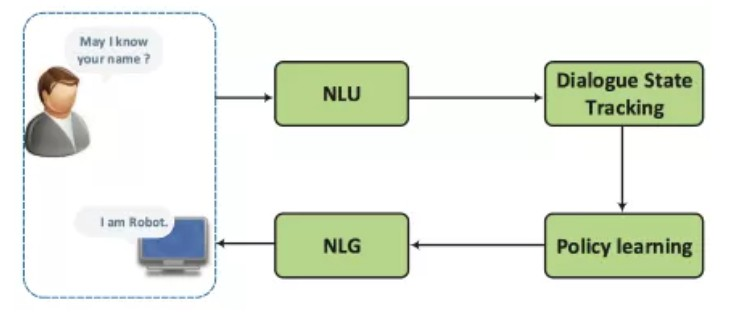 May I know
your name ?
NLU
Dialogue State
Tracking
I am Robot.
NLG
Policy learning